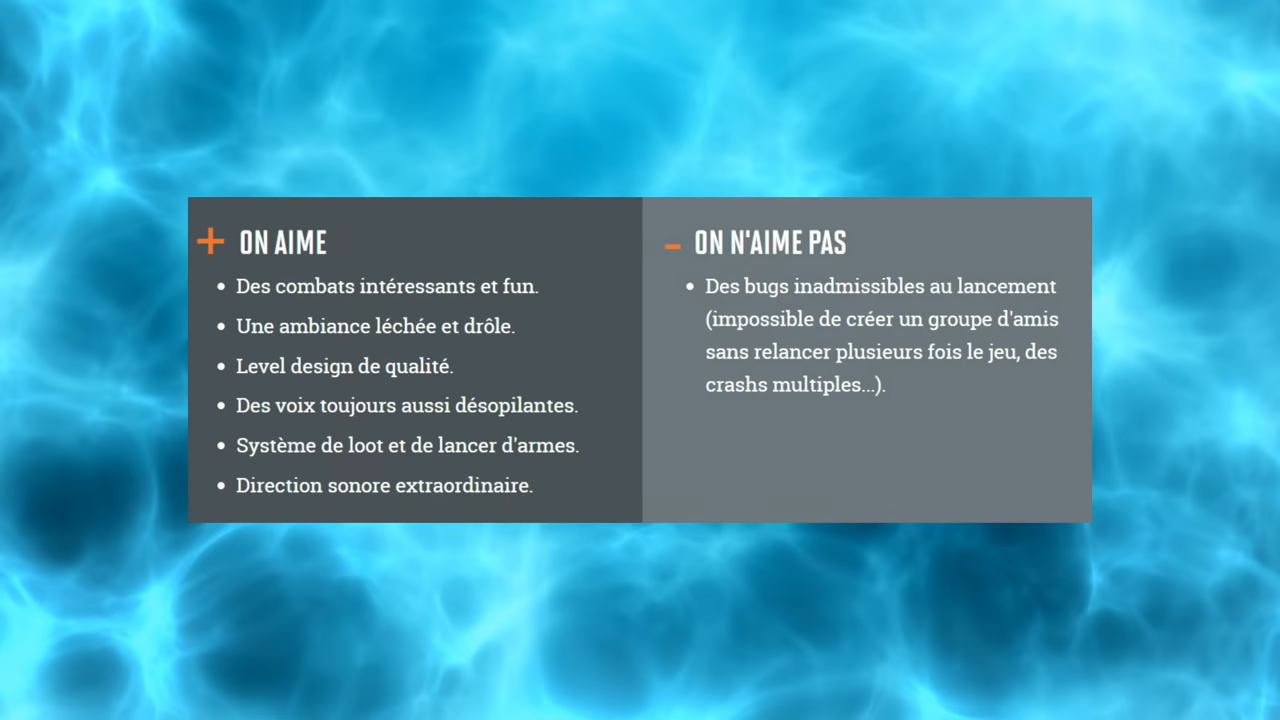 + ON AIME
• Des combats intéressants et fun.
• Une ambiance léchée et drôle.
• Level design de qualité.
• Des voix toujours aussi désopilantes.
• Système de loot et de lancer d'armes.
• Direction sonore extraordinaire.
- ON N'AIME PAS
• Des bugs inadmissibles au lancement
(impossible de créer un groupe d'amis
sans relancer plusieurs fois le jeu, des
crashs multiples...).